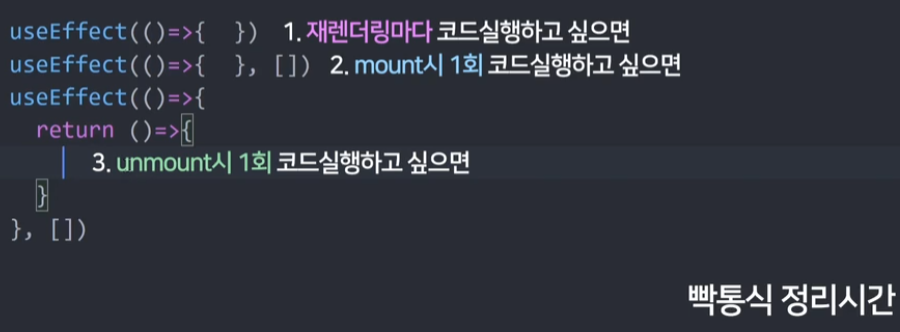 useEffect(()=>{  }) 1. 재렌더링마다 코드실행하고 싶으면
useEffect(()=>{  }, []) 2. mount시 1회 코드실행하고 싶으면
useEffect(()=>{
return ()=>{
3. unmount시 1회 코드실행하고 싶으면
}
}, [])
빡통식 정리시간